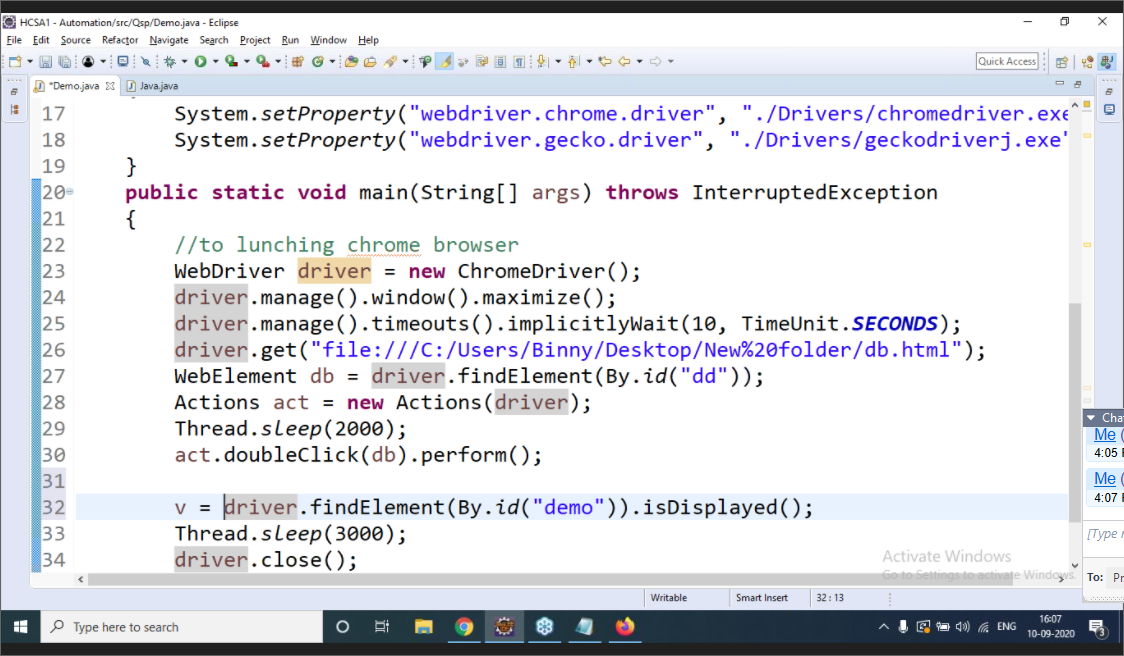 HCSA1 - Automation/src/Qsp/Demo.java - Eclipse
File Edit Source Refactor Navigate Search Project Run Window Help
Quick Access
*Demo.java Java.java
17 System.setProperty("webdriver.chrome.driver", "./Drivers/chromedriver.exe
18 System.setProperty("webdriver.gecko.driver", "./Drivers/geckodriverj.exe"
19 }
20 public static void main(String[] args) throws InterruptedException
21 {
22 //to lunching chrome browser
23 WebDriver driver = new ChromeDriver();
24 driver.manage().window().maximize();
25 driver.manage().timeouts().implicitlyWait(10, TimeUnit.SECONDS);
26 driver.get("file:///C:/Users/Binny/Desktop/New%20folder/db.html");
27 WebElement db = driver.findElement(By.id("dd"));
28 Actions act = new Actions(driver);
29 Thread.sleep(2000);
30 act.doubleClick(db).perform();
31
32 v = driver.findElement(By.id("demo")).isDisplayed();
33 Thread.sleep(3000);
34 driver.close();
Cha
Me (
4:05 P
Me (
4:07 P
[Type
To: Pr
Activate Windows
Go to Settings to activate Windows.
Writable Smart Insert 32 : 13
Type here to search
ENG
16:07
10-09-2020
3